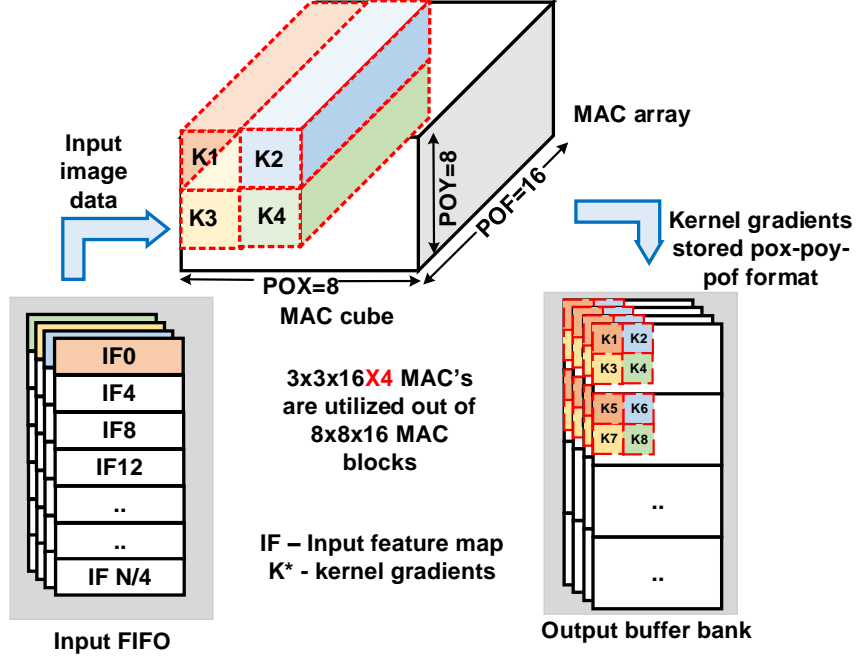 Input
image
data
K1
K2
K3
K4
POY=8
POF=16
POX=8
MAC cube
MAC array
Kernel gradients
stored pox-poy-
pof format
IF0
IF4
IF8
IF12
..
..
IF N/4
Input FIFO
3x3x16X4 MAC's
are utilized out of
8x8x16 MAC
blocks
IF – Input feature map
K* - kernel gradients
K1
K2
K3
K4
K5
K6
K7
K8
..
..
Output buffer bank